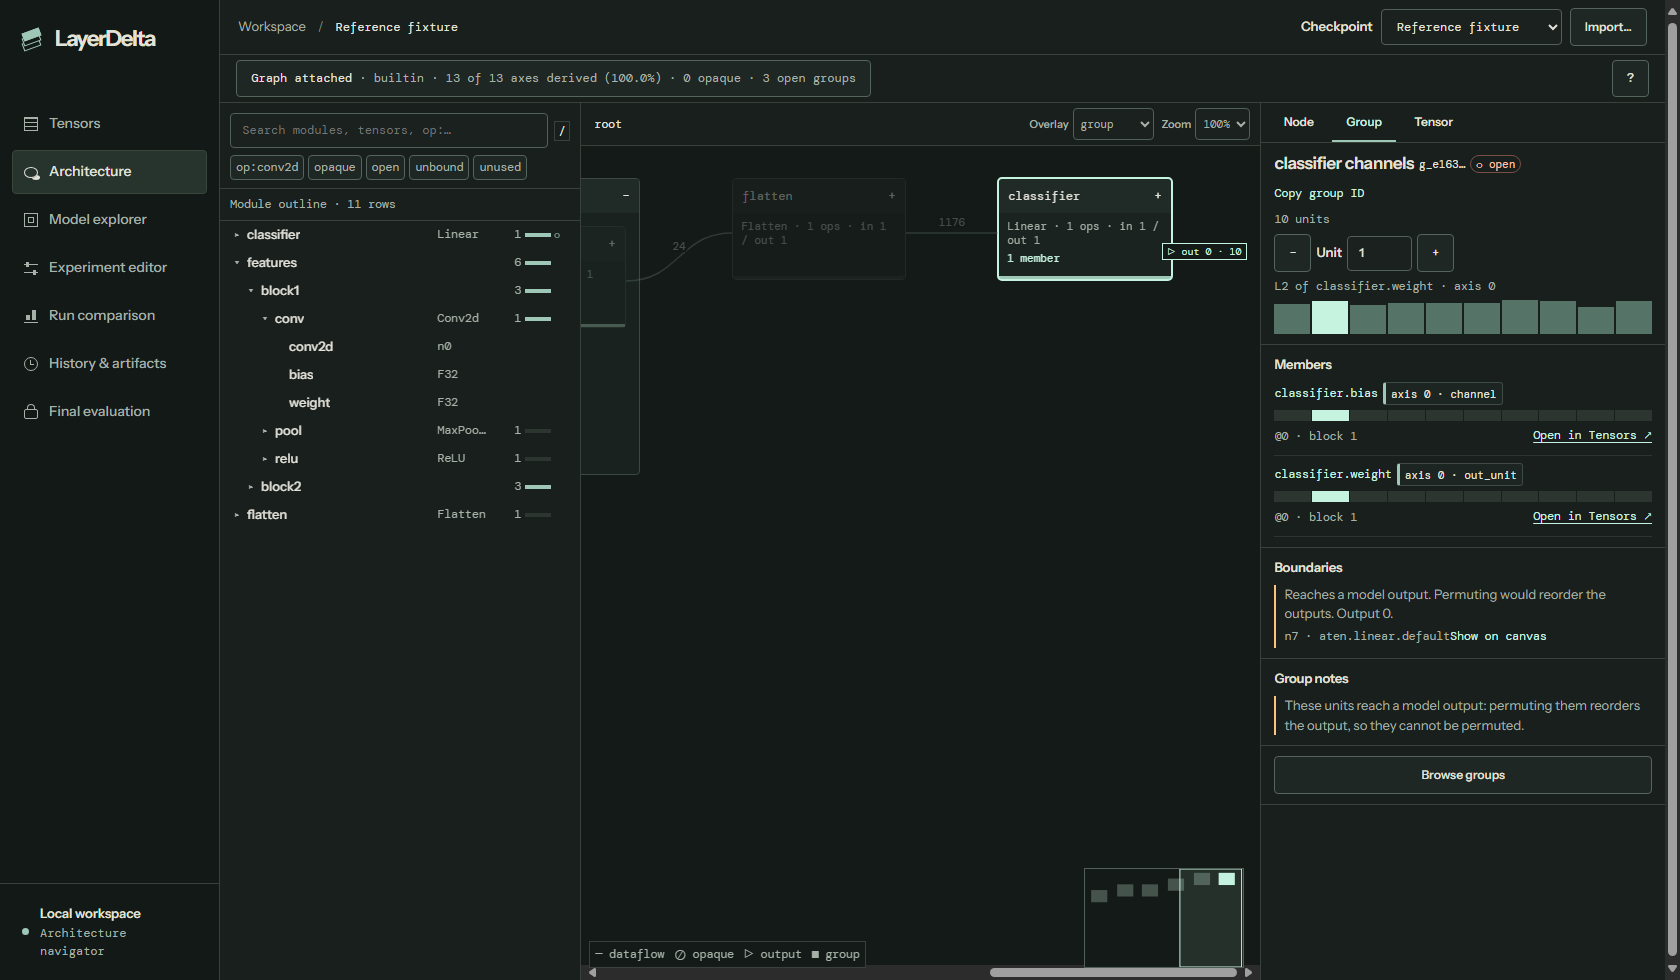 LayerDelta
Tensors
Architecture
Model explorer
Experiment editor
Run comparison
History & artifacts
Final evaluation
Local workspace
Architecture
navigator
Workspace / Reference fixture
Checkpoint Reference fixture Import…
Graph attached · builtin · 13 of 13 axes derived (100.0%) · 0 opaque · 3 open groups
?
Search modules, tensors, op:… /
op:conv2d opaque open unbound unused
Module outline · 11 rows
classifier Linear 1
features 6
block1 3
conv Conv2d 1
conv2d n0
bias F32
weight F32
pool MaxPoo… 1
relu ReLU 1
block2 3
flatten Flatten 1
root Overlay group Zoom 100%
−
+
1
24
flatten +
Flatten · 1 ops · in 1
/ out 1
1176
classifier +
Linear · 1 ops · in 1 /
out 1
1 member
▷ out 0 · 10
— dataflow opaque ▷ output ■ group
Node Group Tensor
classifier channels g_e163… open
Copy group ID
10 units
− Unit 1 +
L2 of classifier.weight · axis 0
Members
classifier.bias axis 0 · channel
@0 · block 1 Open in Tensors ↗
classifier.weight axis 0 · out_unit
@0 · block 1 Open in Tensors ↗
Boundaries
Reaches a model output. Permuting would reorder the
outputs. Output 0.
n7 · aten.linear.defaultShow on canvas
Group notes
These units reach a model output: permuting them reorders
the output, so they cannot be permuted.
Browse groups